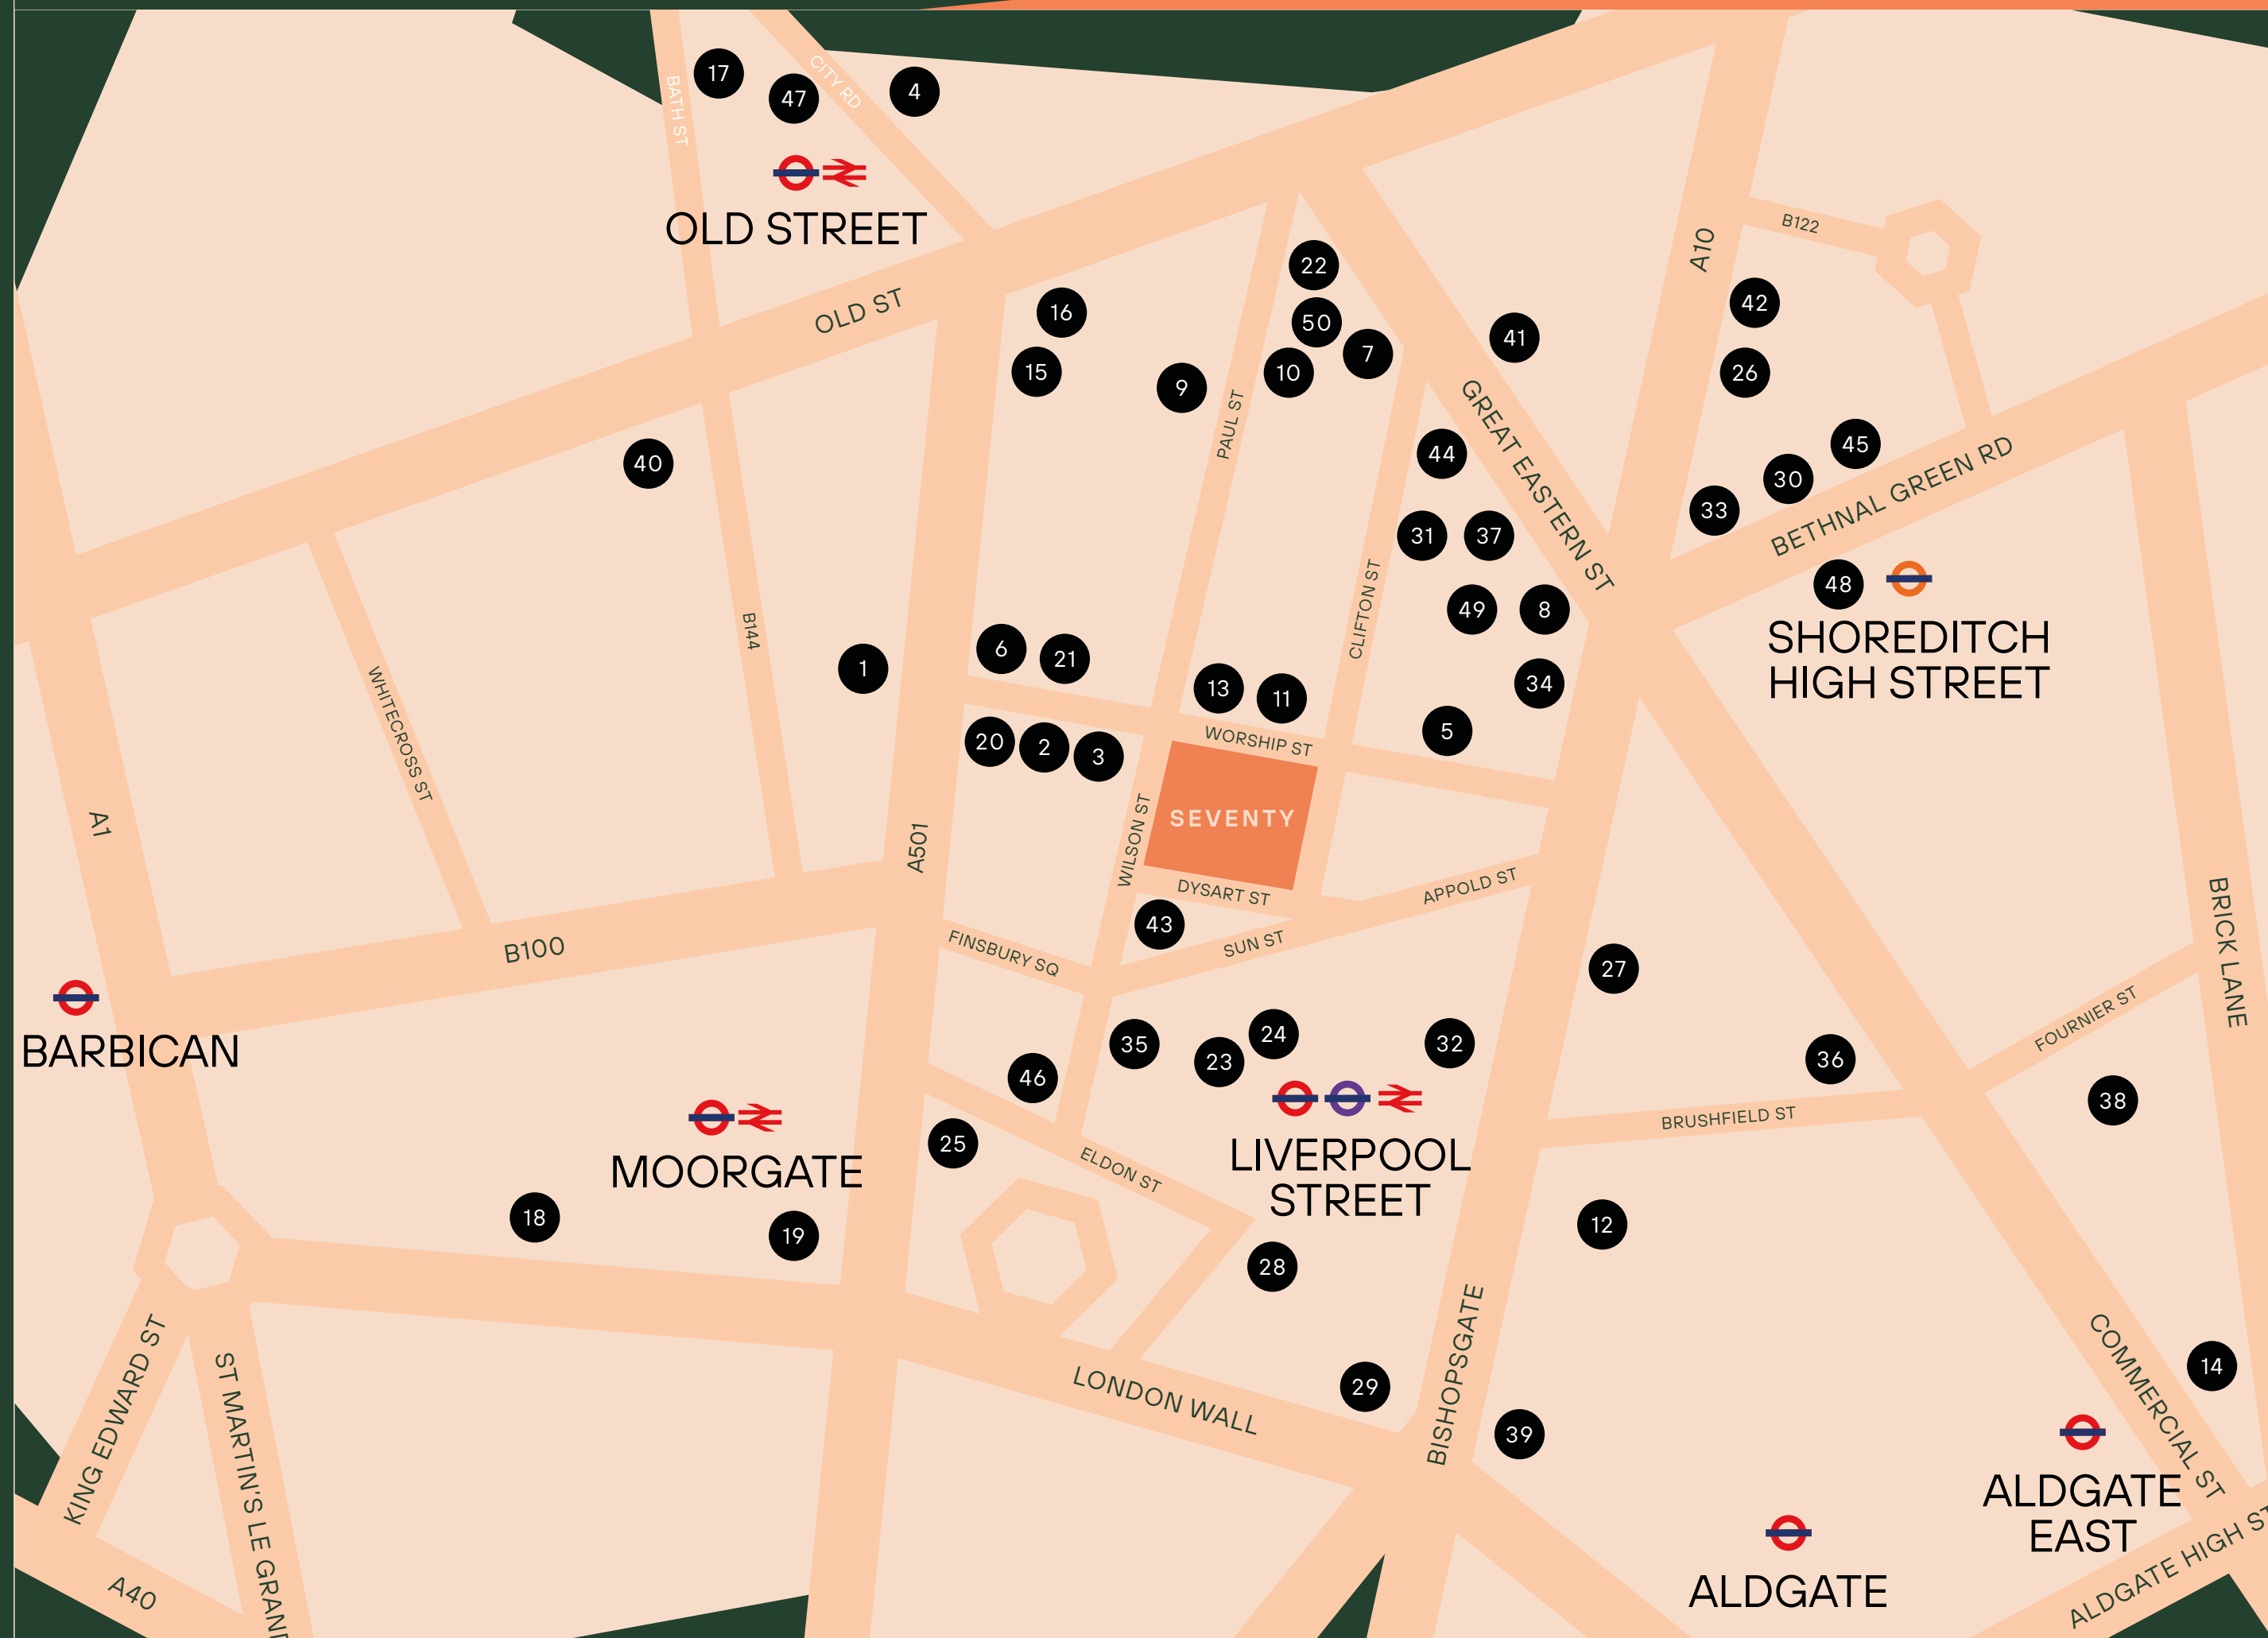 17
47
4
BATH ST
CITY RD
OLD STREET
OLD ST
22
50
7
10
16
15
9
PAUL ST
41
A10
B122
42
26
45
30
33
BETHNAL GREEN RD
GREAT EASTERN ST
40
44
31
37
49
8
34
5
CLIFTON ST
48
SHOREDITCH
HIGH STREET
WHITECROSS ST
B144
1
6
21
20
2
3
13
11
WORSHIP ST
SEVENTY
WILSON ST
DYSART ST
APPOLD ST
A1
A501
B100
FINSBURY SQ
43
SUN ST
BRICK LANE
27
FOURNIER ST
BARBICAN
46
35
23
24
32
36
38
BRUSHFIELD ST
MOORGATE
25
ELDON ST
LIVERPOOL
STREET
18
19
28
12
KING EDWARD ST
ST MARTIN'S LE GRAND
LONDON WALL
29
BISHOPSGATE
39
COMMERCIAL ST
14
ALDGATE
EAST
ALDGATE
ALDGATE HIGH ST
A40